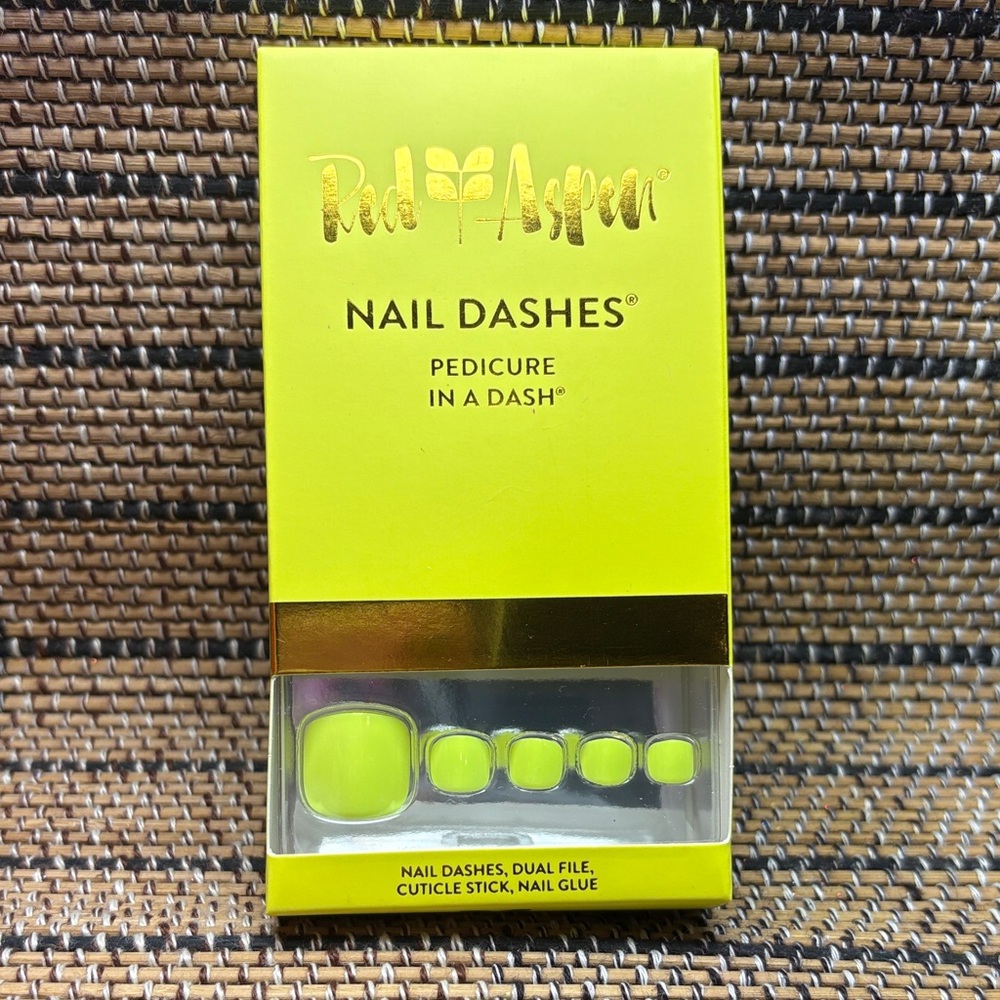 Red Aspen®
NAIL DASHES®
PEDICURE
IN A DASH®
NAIL DASHES, DUAL FILE,
CUTICLE STICK, NAIL GLUE